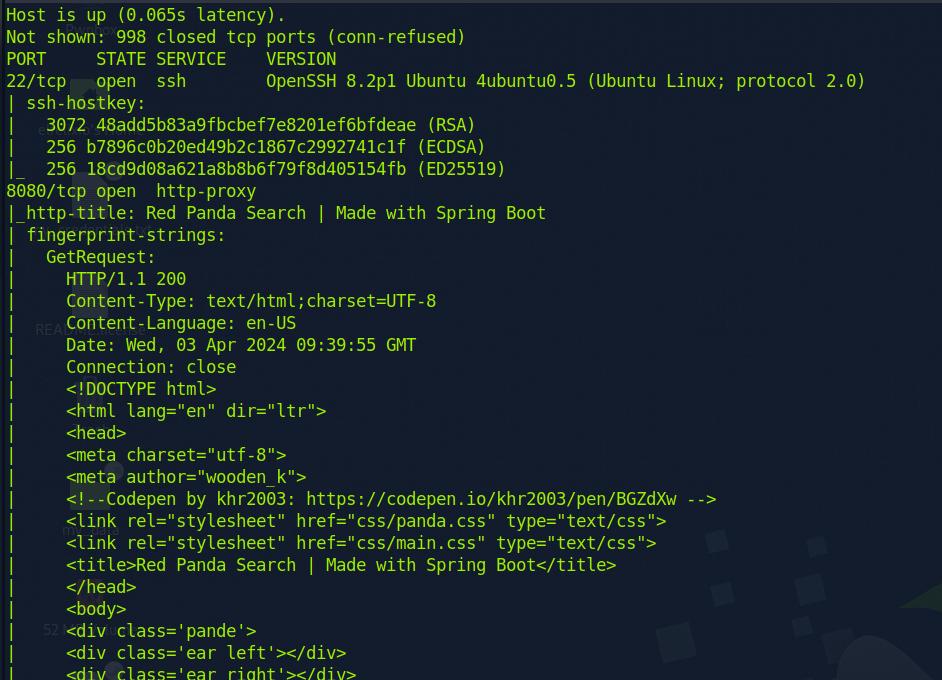 Host is up (0.065s latency).
Not shown: 998 closed tcp ports (conn-refused)
PORT     STATE SERVICE    VERSION
22/tcp   open  ssh        OpenSSH 8.2p1 Ubuntu 4ubuntu0.5 (Ubuntu Linux; protocol 2.0)
| ssh-hostkey:
|   3072 48add5b83a9fbcbef7e8201ef6bfdeae (RSA)
|   256 b7896c0b20ed49b2c1867c2992741c1f (ECDSA)
|_  256 18cd9d08a621a8b8b6f79f8d405154fb (ED25519)
8080/tcp open  http-proxy
|_http-title: Red Panda Search | Made with Spring Boot
| fingerprint-strings:
|   GetRequest:
|     HTTP/1.1 200
|     Content-Type: text/html;charset=UTF-8
|     Content-Language: en-US
|     Date: Wed, 03 Apr 2024 09:39:55 GMT
|     Connection: close
|     <!DOCTYPE html>
|     <html lang="en" dir="ltr">
|     <head>
|     <meta charset="utf-8">
|     <meta author="wooden_k">
|     <!--Codepen by khr2003: https://codepen.io/khr2003/pen/BGZdXw -->
|     <link rel="stylesheet" href="css/panda.css" type="text/css">
|     <link rel="stylesheet" href="css/main.css" type="text/css">
|     <title>Red Panda Search | Made with Spring Boot</title>
|     </head>
|     <body>
|     <div class='pande'>
|     <div class='ear left'></div>
|     <div class='ear right'></div>